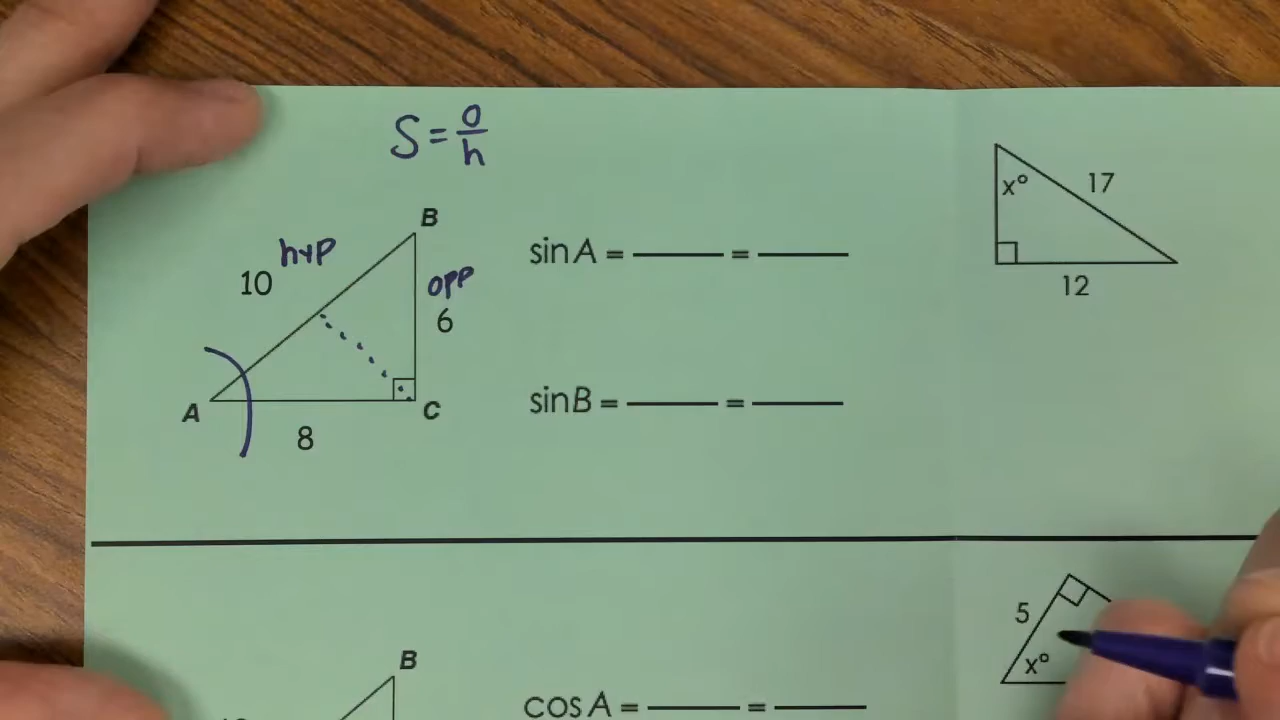 S = o/h
B
hyp
10
opp
6
A
C
8
sin A = ______ = ______
sin B = ______ = ______
x°
17
12
B
cos A = ______ = ______
5
x°